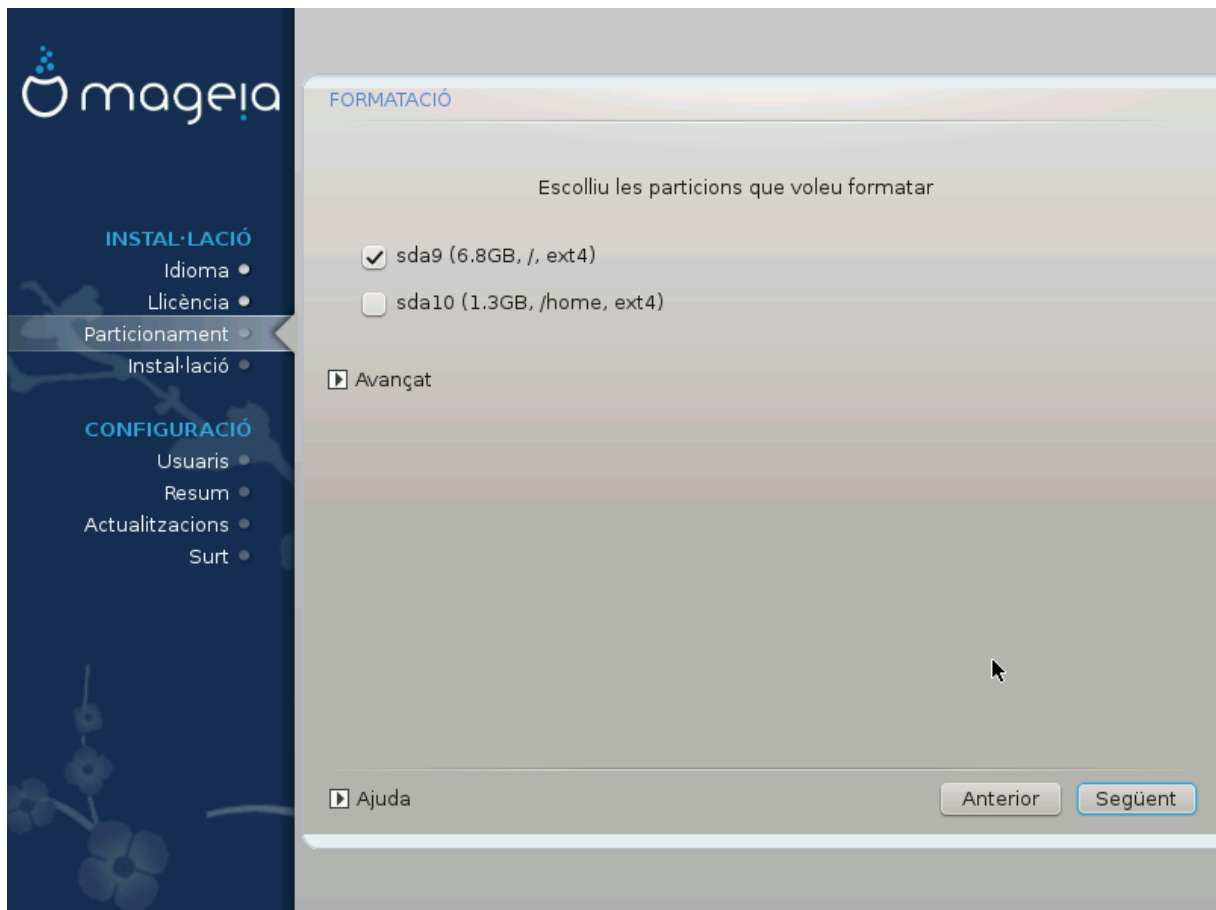 mageia
INSTAL·LACIÓ
Idioma
Llicència
Particionament
Instal·lació
CONFIGURACIÓ
Usuaris
Resum
Actualitzacions
Surt
FORMATACIÓ
Escolliu les particions que voleu formatar
sda9 (6.8GB, /, ext4)
sda10 (1.3GB, /home, ext4)
Avançat
Ajuda
Anterior
Següent